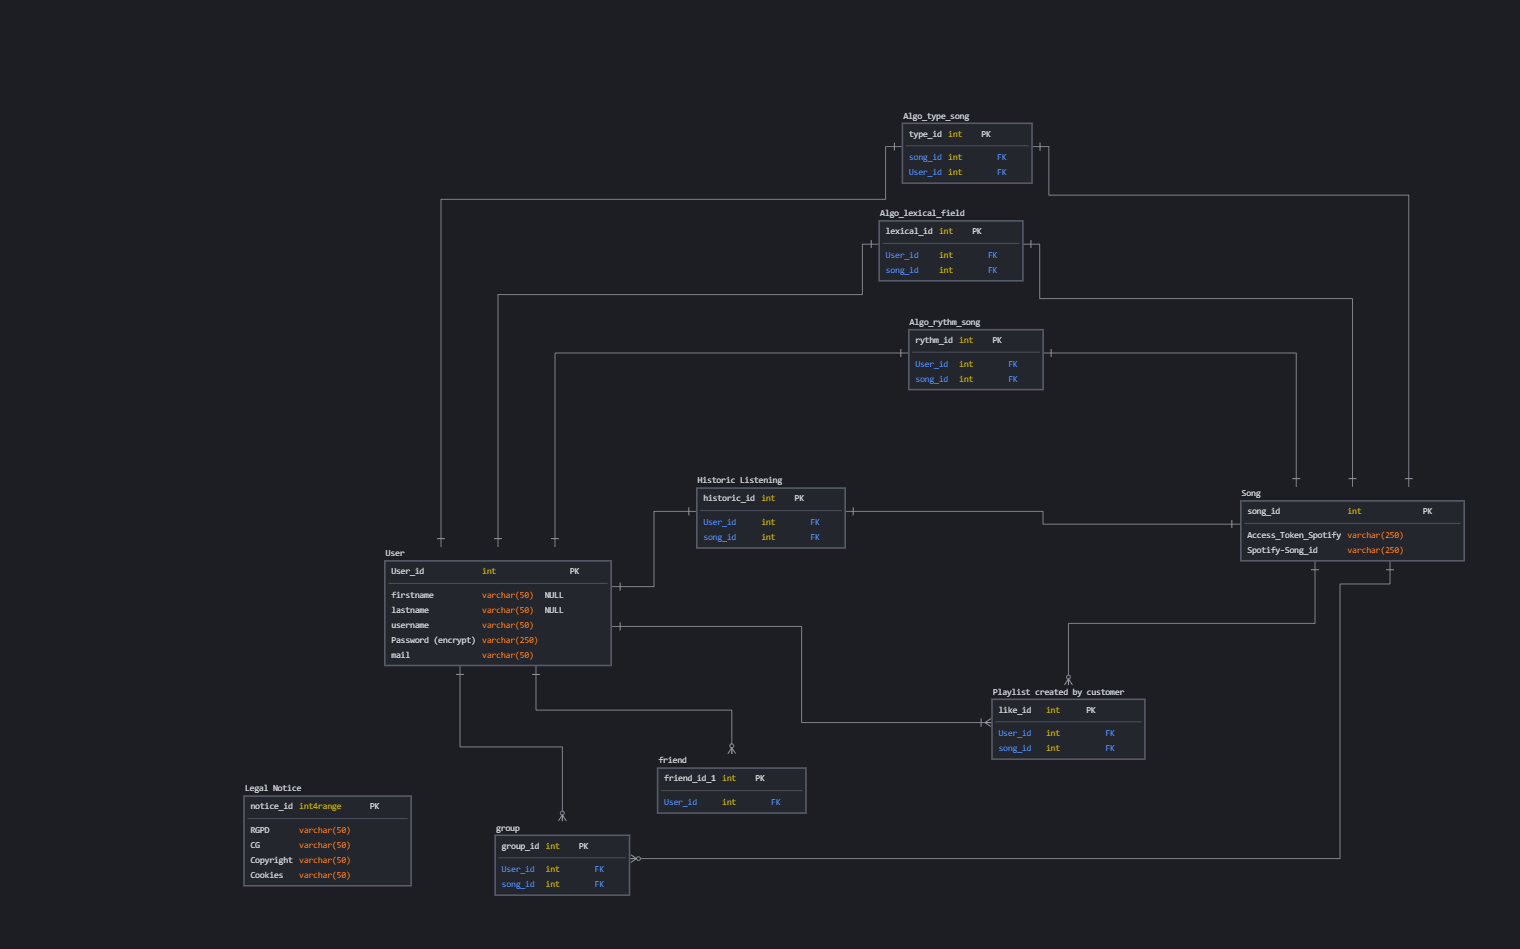 Algo_type_song
type_id int PK
song_id int FK
User_id int FK
Algo_lexical_field
lexical_id int PK
User_id int FK
song_id int FK
Algo_rythm_song
rythm_id int PK
User_id int FK
song_id int FK
Historic Listening
historic_id int PK
User_id int FK
song_id int FK
Song
song_id int PK
Access_Token_Spotify varchar(250)
Spotify-Song_id varchar(250)
User
User_id int PK
firstname varchar(50) NULL
lastname varchar(50) NULL
username varchar(50)
Password (encrypt) varchar(250)
mail varchar(50)
Playlist created by customer
like_id int PK
User_id int FK
song_id int FK
friend
friend_id_1 int PK
User_id int FK
Legal Notice
notice_id int4range PK
RGPD varchar(50)
CG varchar(50)
Copyright varchar(50)
Cookies varchar(50)
group
group_id int PK
User_id int FK
song_id int FK